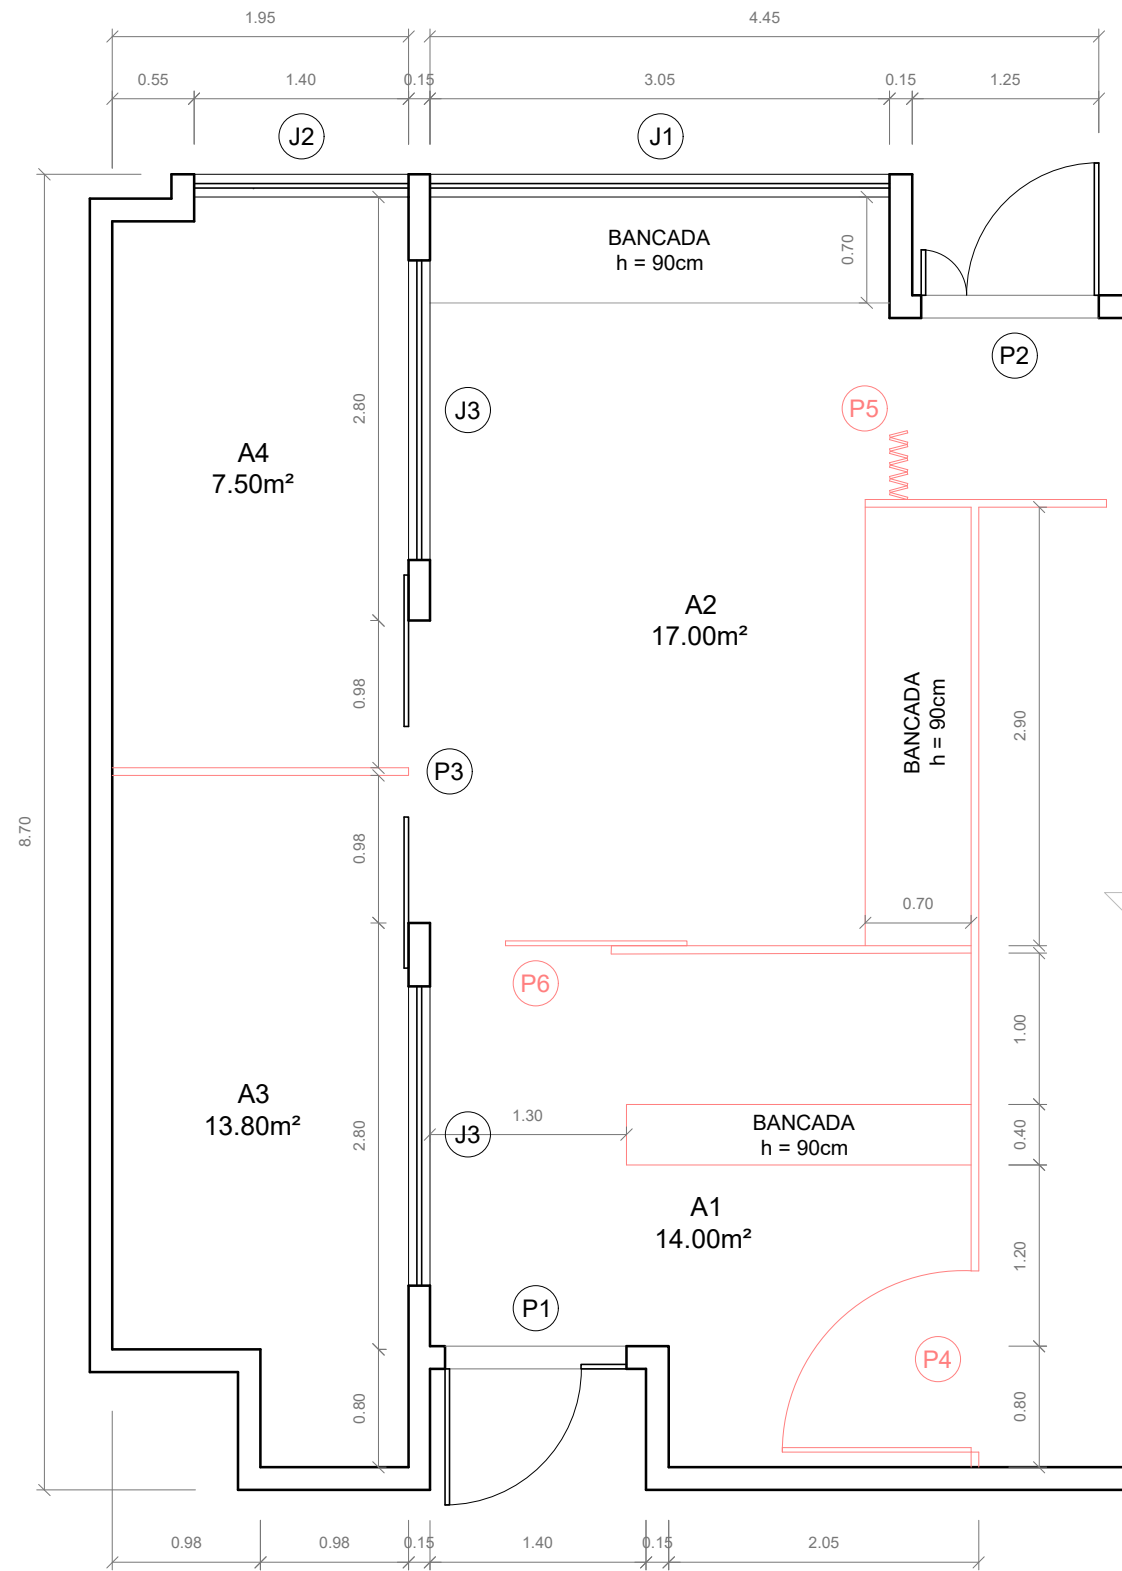 1.95
4.45
0.55
1.40
0.15
3.05
0.15
1.25
J2
J1
BANCADA
h = 90cm
0.70
P2
2.80
J3
P5
A4
7.50m²
A2
17.00m²
0.98
BANCADA
h = 90cm
2.90
P3
8.70
0.98
0.70
P6
1.00
A3
13.80m²
2.80
J3
1.30
BANCADA
h = 90cm
0.40
A1
14.00m²
1.20
P1
P4
0.80
0.80
0.98
0.98
0.15
1.40
0.15
2.05